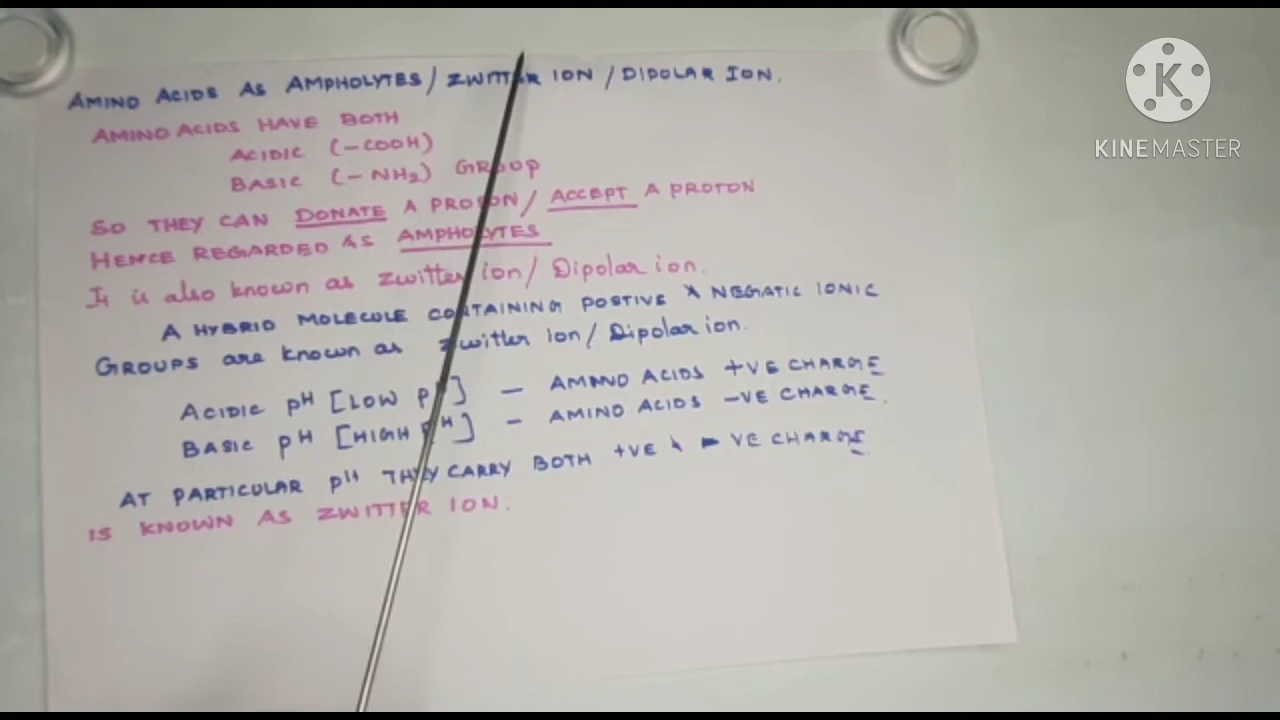 AMINO ACIDS AS AMPHOLYTES/ ZWITTER ION / DIPOLAR ION.
AMINO ACIDS HAVE BOTH
ACIDIC (-COOH)
BASIC (-NH₂) GROUP
SO THEY CAN DONATE A PROTON/ ACCEPT A PROTON
HENCE REGARDED AS AMPHOLYTES
It is also known as zwitter ion/ Dipolar ion.
A HYBRID MOLECULE CONTAINING POSTIVE & NEGATIC IONIC
GROUPS are known as zwitter ion/ Dipolar ion.
ACIDIC pH [LOW pH] – AMINO ACIDS +VE CHARGE
BASIC pH [HIGH pH] – AMINO ACIDS -VE CHARGE.
AT PARTICULAR pH THEY CARRY BOTH +VE & -VE CHARGE
IS KNOWN AS ZWITTER ION.
K
KINEMASTER